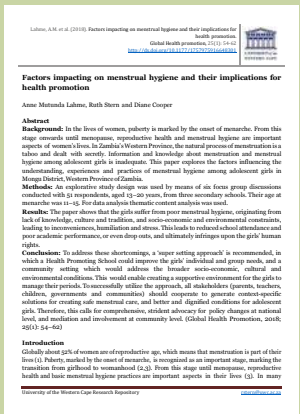 Lahme, A.M. et al. (2018). Factors impacting on menstrual hygiene and their implications for
health promotion.
Global Health Promotion, 25(1): 54-62
http://dx.doi.org/10.1177/1757975916648301
Factors impacting on menstrual hygiene and their implications for
health promotion
Anne Mutunda Lahme, Ruth Stern and Diane Cooper
Abstract
Background: In the lives of women, puberty is marked by the onset of menarche. From this
stage onwards until menopause, reproductive health and menstrual hygiene are important
aspects of women's lives. In Zambia's Western Province, the natural process of menstruation is a
taboo and dealt with secretly. Information and knowledge about menstruation and menstrual
hygiene among adolescent girls is inadequate. This paper explores the factors influencing the
understanding, experiences and practices of menstrual hygiene among adolescent girls in
Mongu District, Western Province of Zambia.
Methods: An explorative study design was used by means of six focus group discussions
conducted with 51 respondents, aged 13–20 years, from three secondary schools. Their age at
menarche was 11–15. For data analysis thematic content analysis was used.
Results: The paper shows that the girls suffer from poor menstrual hygiene, originating from
lack of knowledge, culture and tradition, and socio-economic and environmental constraints,
leading to inconveniences, humiliation and stress. This leads to reduced school attendance and
poor academic performance, or even drop outs, and ultimately infringes upon the girls' human
rights.
Conclusion: To address these shortcomings, a 'super setting approach' is recommended, in
which a Health Promoting School could improve the girls' individual and group needs, and a
community setting which would address the broader socio-economic, cultural and
environmental conditions. This would enable creating a supportive environment for the girls to
manage their periods. To successfully utilize the approach, all stakeholders (parents, teachers,
children, governments and communities) should cooperate to generate context-specific
solutions for creating safe menstrual care, and better and dignified conditions for adolescent
girls. Therefore, this calls for comprehensive, strident advocacy for policy changes at national
level, and mediation and involvement at community level. (Global Health Promotion, 2018;
25(1): 54–62)
Introduction
Globally about 52% of women are of reproductive age, which means that menstruation is part of their
lives (1). Puberty, marked by the onset of menarche, is recognized as an important stage, marking the
transition from girlhood to womanhood (2,3). From this stage until menopause, reproductive
health and basic menstrual hygiene practices are important aspects in their lives (3). In many
University of the Western Cape Research Repository